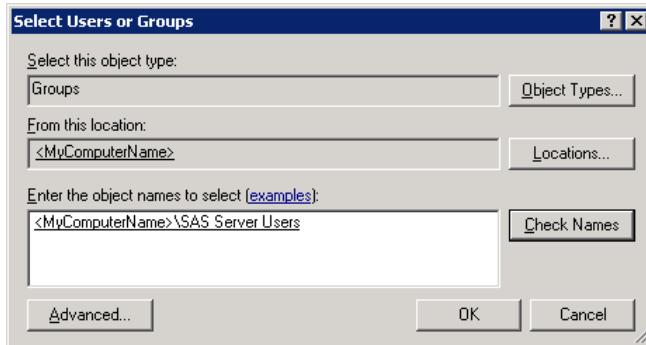 Select Users or Groups
Select this object type:
Groups
Object Types...
From this location:
<MyComputerName>
Locations...
Enter the object names to select (examples):
<MyComputerName>\SAS Server Users
Check Names
Advanced...
OK
Cancel